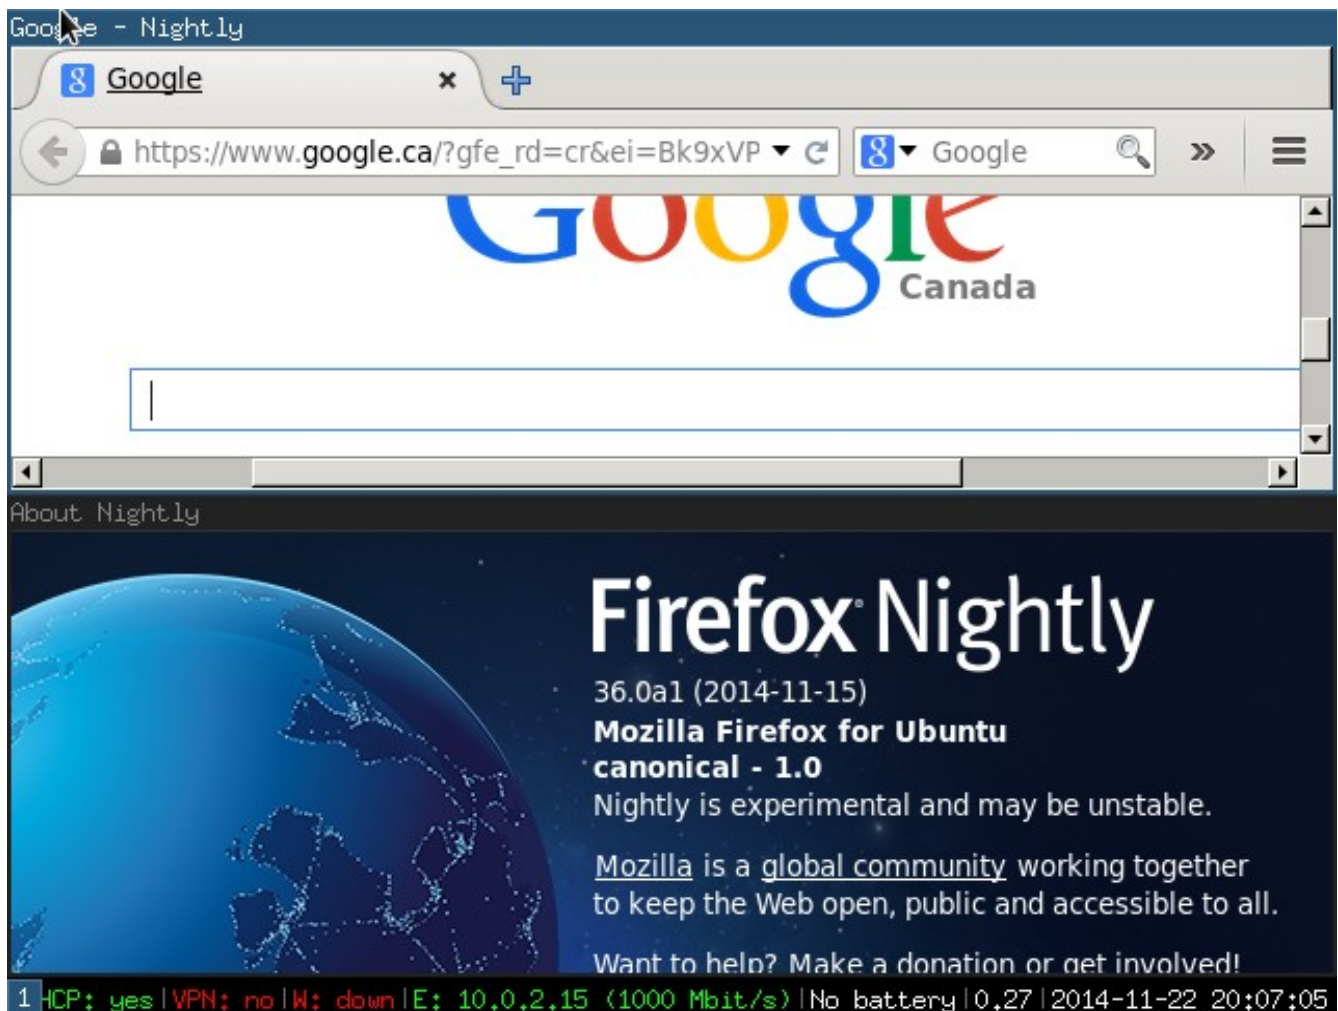 Google - Nightly
Google
https://www.google.ca/?gfe_rd=cr&ei=Bk9xVP
Google
Google
Canada
About Nightly
Firefox Nightly
36.0a1 (2014-11-15)
Mozilla Firefox for Ubuntu
canonical - 1.0
Nightly is experimental and may be unstable.
Mozilla is a global community working together
to keep the Web open, public and accessible to all.
Want to help? Make a donation or get involved!
1 HCP: yes|VPN: no|W: down|E: 10.0.2.15 (1000 Mbit/s)|No battery|0.27|2014-11-22 20:07:05